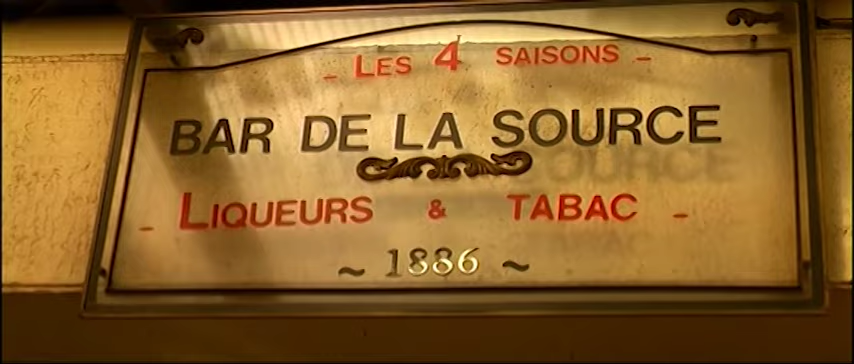 - LES 4 SAISONS -
BAR DE LA SOURCE
- LIQUEURS & TABAC -
~ 1886 ~